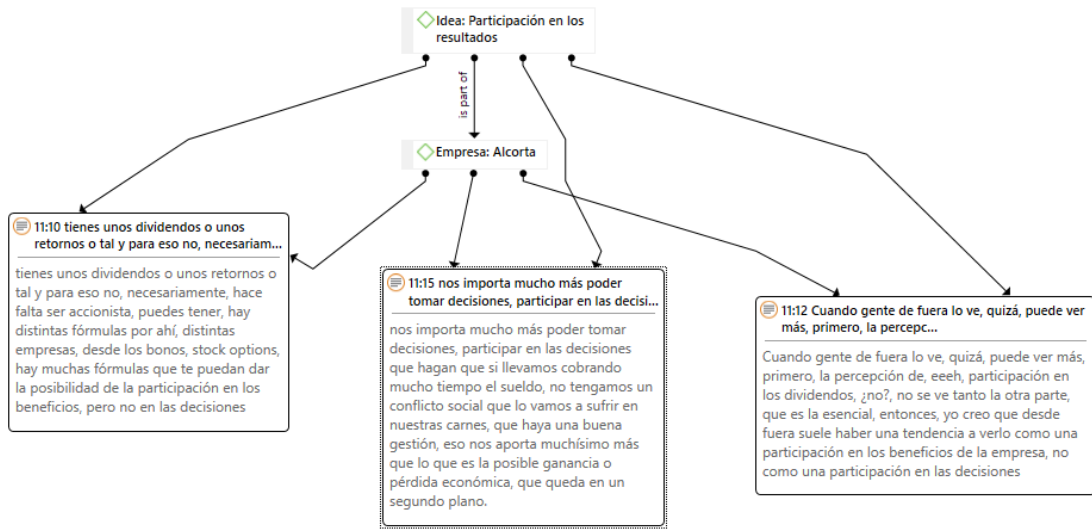 Idea: Participación en los
resultados
is part of
Empresa: Alcorta
11:10 tienes unos dividendos o unos
retornos o tal y para eso no, necesariam...
tienes unos dividendos o unos retornos o
tal y para eso no, necesariamente, hace
falta ser accionista, puedes tener, hay
distintas fórmulas por ahí, distintas
empresas, desde los bonos, stock options,
hay muchas fórmulas que te puedan dar
la posibilidad de la participación en los
beneficios, pero no en las decisiones
11:15 nos importa mucho más poder
tomar decisiones, participar en las decisi...
nos importa mucho más poder tomar
decisiones, participar en las decisiones
que hagan que si llevamos cobrando
mucho tiempo el sueldo, no tengamos un
conflicto social que lo vamos a sufrir en
nuestras carnes, que haya una buena
gestión, eso nos aporta muchísimo más
que lo que es la posible ganancia o
pérdida económica, que queda en un
segundo plano.
11:12 Cuando gente de fuera lo ve, quizá, puede ver
más, primero, la percepc...
Cuando gente de fuera lo ve, quizá, puede ver más,
primero, la percepción de, eeeh, participación en
los dividendos, ¿no?, no se ve tanto la otra parte,
que es la esencial, entonces, yo creo que desde
fuera suele haber una tendencia a verlo como una
participación en los beneficios de la empresa, no
como una participación en las decisiones